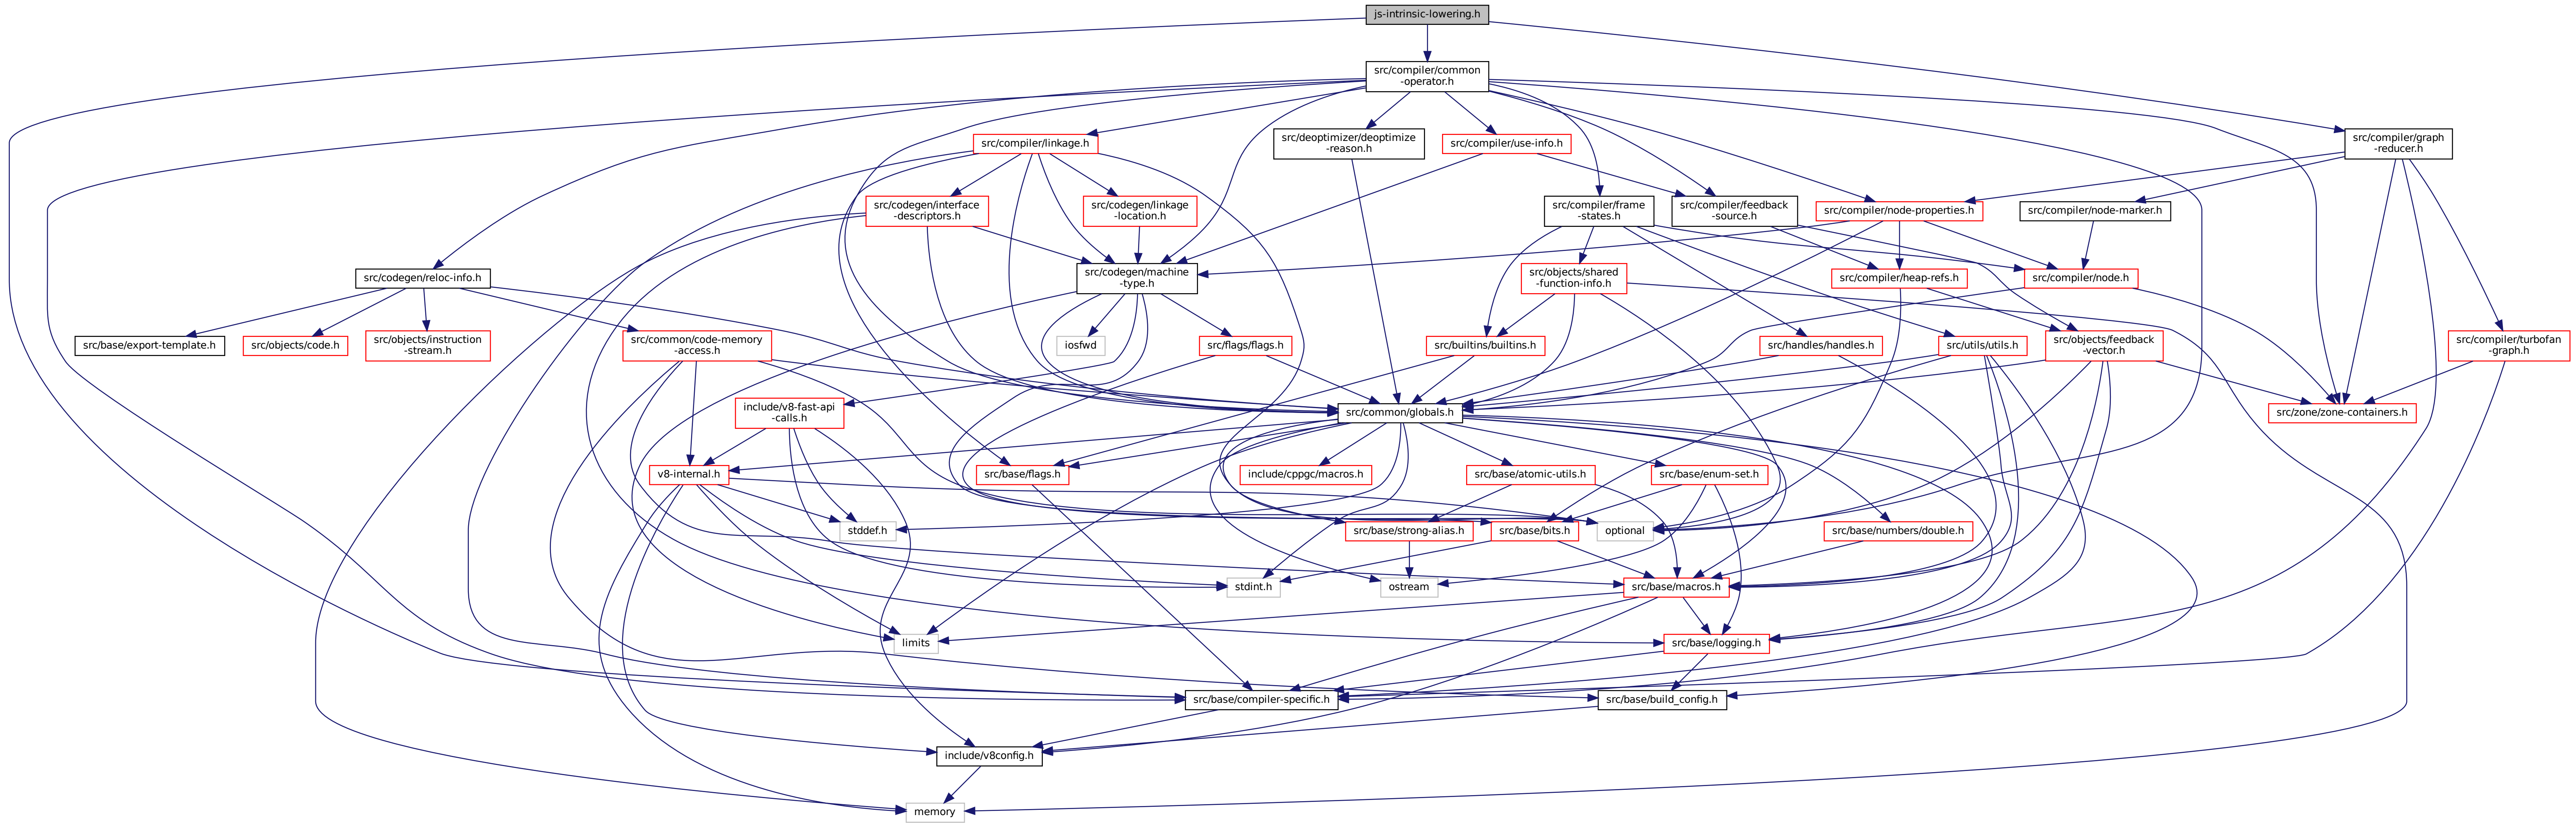 js-intrinsic-lowering.h
src/compiler/common
-operator.h
src/compiler/linkage.h
src/deoptimizer/deoptimize
-reason.h
src/compiler/use-info.h
src/compiler/graph
-reducer.h
src/codegen/interface
-descriptors.h
src/codegen/linkage
-location.h
src/compiler/frame
-states.h
src/compiler/feedback
-source.h
src/compiler/node-properties.h
src/compiler/node-marker.h
src/codegen/reloc-info.h
src/codegen/machine
-type.h
src/objects/shared
-function-info.h
src/compiler/heap-refs.h
src/compiler/node.h
src/base/export-template.h
src/objects/code.h
src/objects/instruction
-stream.h
src/common/code-memory
-access.h
iosfwd
src/flags/flags.h
src/builtins/builtins.h
src/handles/handles.h
src/utils/utils.h
src/objects/feedback
-vector.h
src/compiler/turbofan
-graph.h
include/v8-fast-api
-calls.h
src/common/globals.h
src/zone/zone-containers.h
v8-internal.h
src/base/flags.h
include/cppgc/macros.h
src/base/atomic-utils.h
src/base/enum-set.h
stddef.h
src/base/strong-alias.h
src/base/bits.h
optional
src/base/numbers/double.h
stdint.h
ostream
src/base/macros.h
limits
src/base/logging.h
src/base/compiler-specific.h
src/base/build_config.h
include/v8config.h
memory